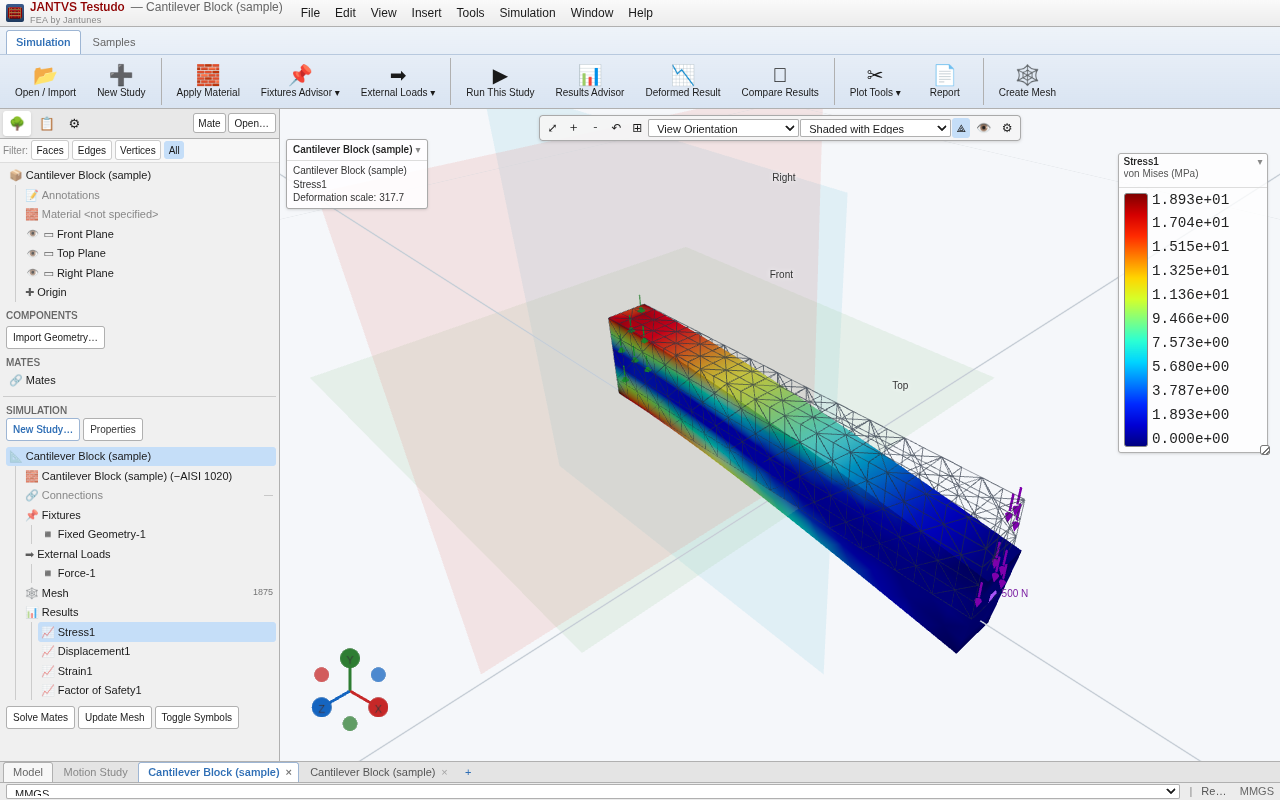 JANTVS Testudo — Cantilever Block (sample)
FEA by Jantunes
File Edit View Insert Tools Simulation Window Help
Simulation Samples
Open / Import New Study Apply Material Fixtures Advisor ▾ External Loads ▾ Run This Study Results Advisor Deformed Result Compare Results Plot Tools ▾ Report Create Mesh
Mate Open…
Filter: Faces Edges Vertices All
Cantilever Block (sample)
Annotations
Material <not specified>
Front Plane
Top Plane
Right Plane
Origin
COMPONENTS
Import Geometry…
MATES
Mates
SIMULATION
New Study… Properties
Cantilever Block (sample)
Cantilever Block (sample) (−AISI 1020)
Connections —
Fixtures
Fixed Geometry-1
External Loads
Force-1
Mesh 1875
Results
Stress1
Displacement1
Strain1
Factor of Safety1
Solve Mates Update Mesh Toggle Symbols
+ - View Orientation Shaded with Edges
Cantilever Block (sample) ▾
Cantilever Block (sample)
Stress1
Deformation scale: 317.7
Right
Front
Top
500 N
Y
Z X
Stress1 ▾
von Mises (MPa)
1.893e+01
1.704e+01
1.515e+01
1.325e+01
1.136e+01
9.466e+00
7.573e+00
5.680e+00
3.787e+00
1.893e+00
0.000e+00
Model Motion Study Cantilever Block (sample) × Cantilever Block (sample) × +
MMGS | Re… MMGS